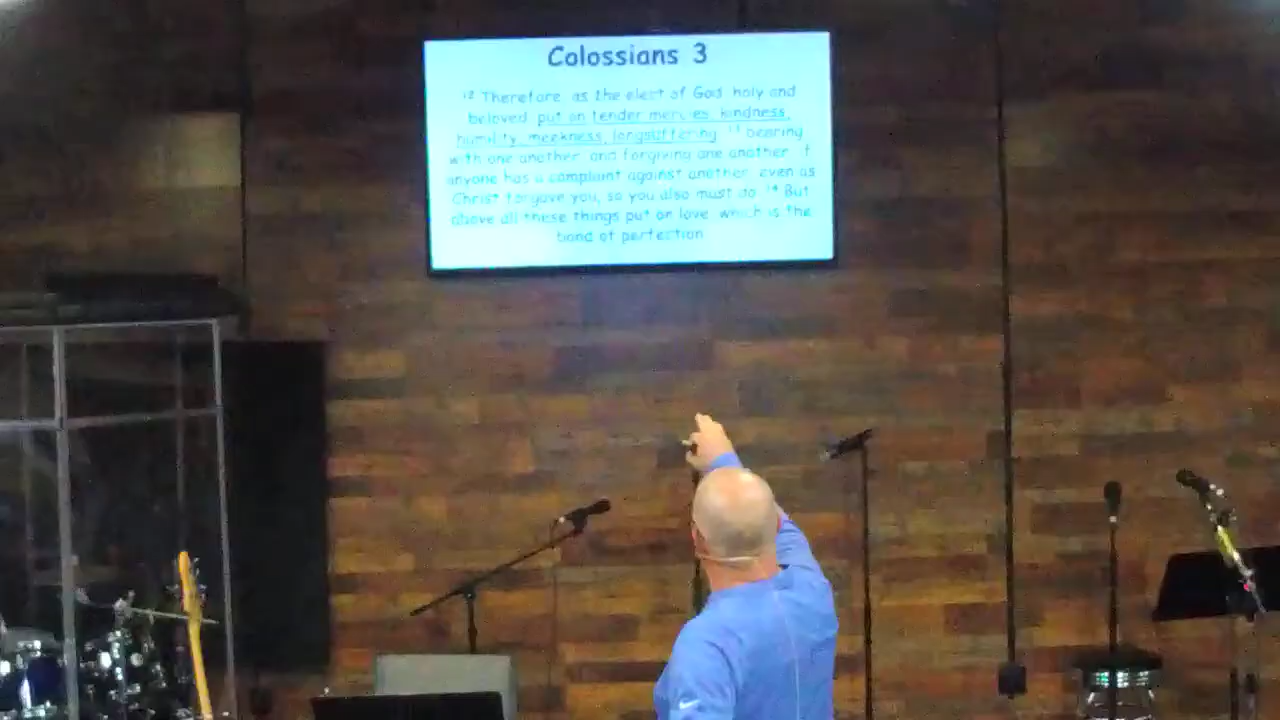 Colossians 3
12 Therefore, as the elect of God, holy and
beloved, put on tender mercies, kindness,
humility, meekness, longsuffering; 13 bearing
with one another, and forgiving one another, if
anyone has a complaint against another; even as
Christ forgave you, so you also must do. 14 But
above all these things put on love, which is the
bond of perfection.